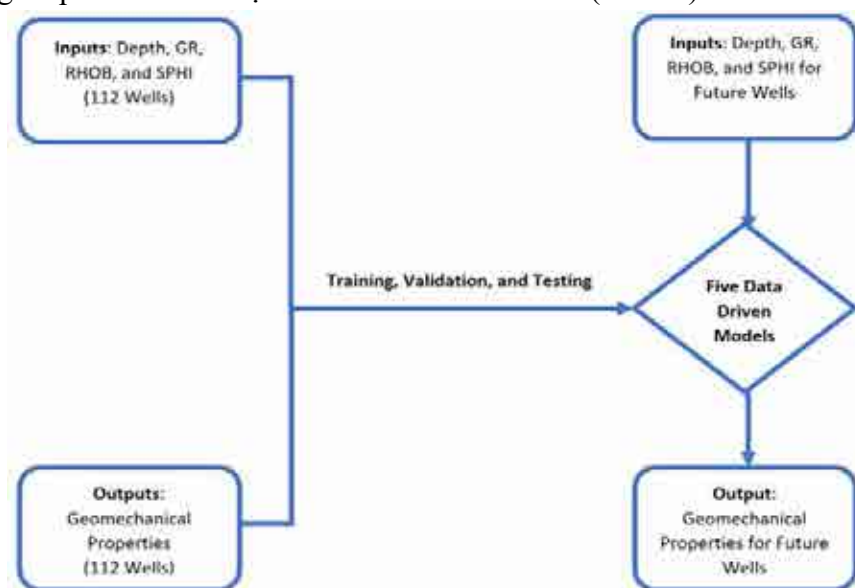 Inputs: Depth, GR,
RHOB, and SPHI
(112 Wells)
Inputs: Depth, GR,
RHOB, and SPHI for
Future Wells
Training, Validation, and Testing
Five Data
Driven
Models
Outputs:
Geomechanical
Properties
(112 Wells)
Output:
Geomechanical
Properties for Future
Wells